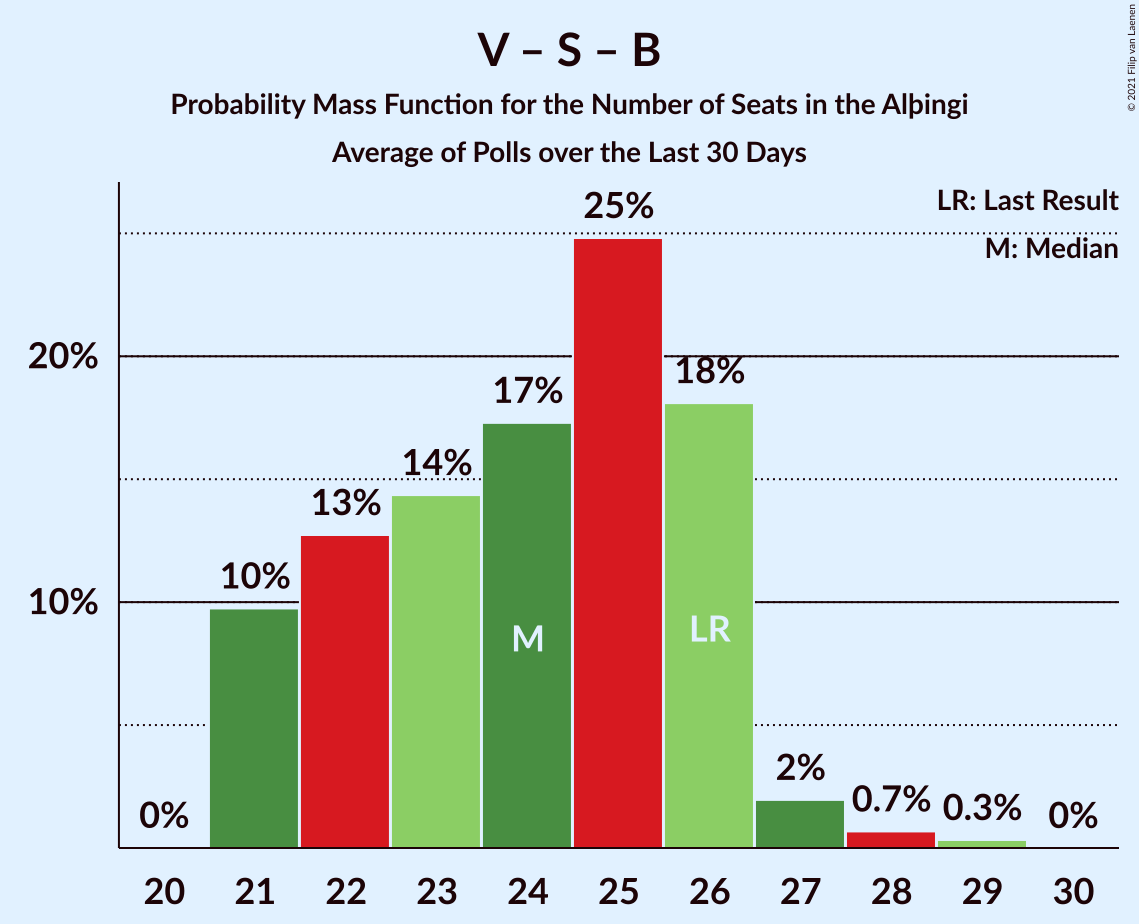 V – S – B
Probability Mass Function for the Number of Seats in the Alþingi
Average of Polls over the Last 30 Days
© 2021 Filip van Laenen
LR: Last Result
M: Median
25%
20%
18%
17%
14%
13%
10%
10%
M
LR
2%
0.7%
0.3%
0%
0%
20 21 22 23 24 25 26 27 28 29 30